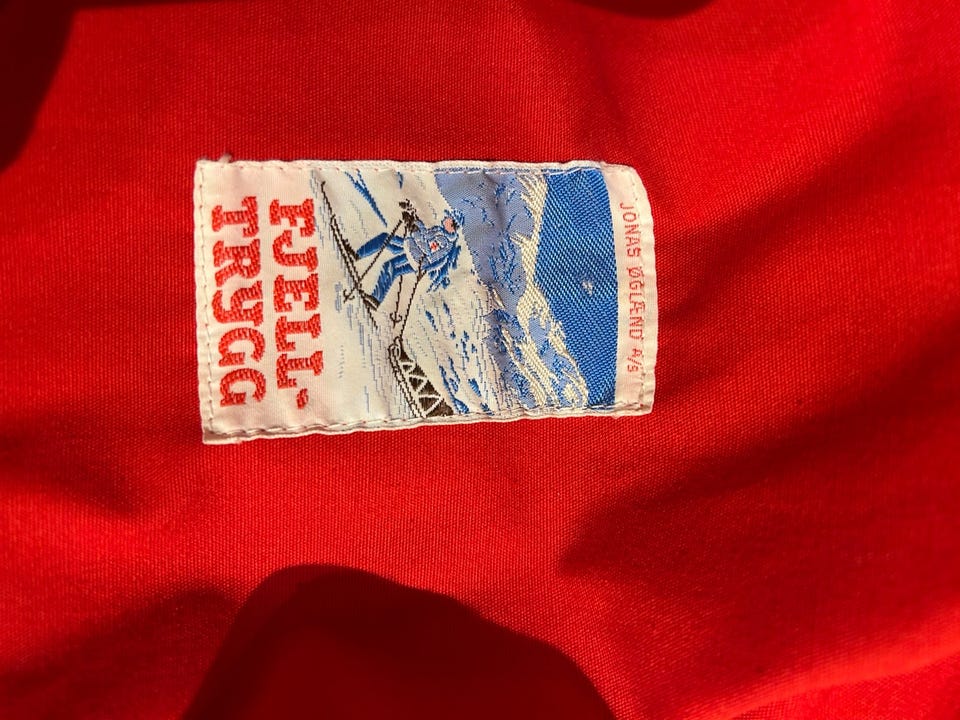 JONAS ØGLÆND A/S
FJELL-
TRYGG